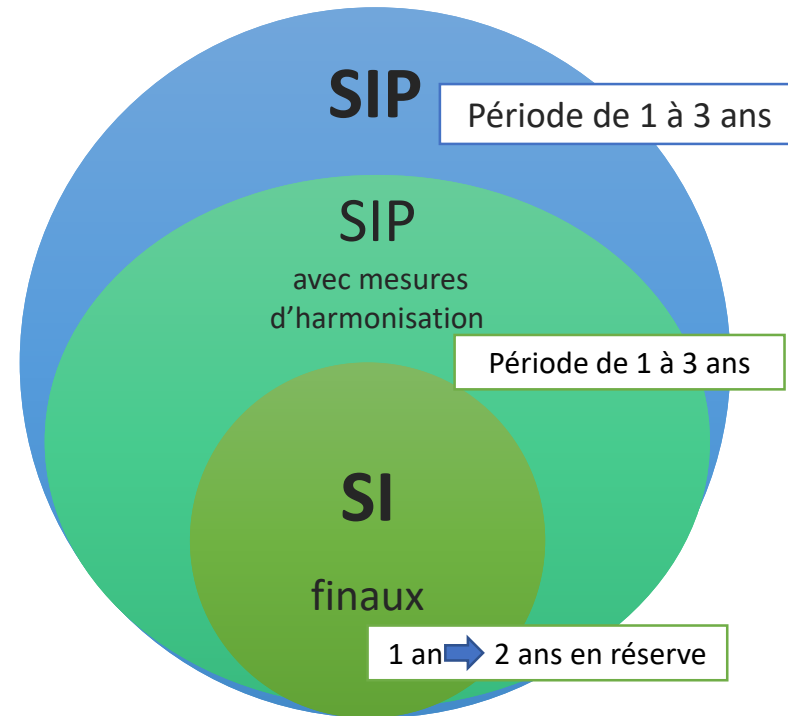 SIP
Période de 1 à 3 ans
SIP
avec mesures
d’harmonisation
Période de 1 à 3 ans
SI
finaux
1 an 2 ans en réserve